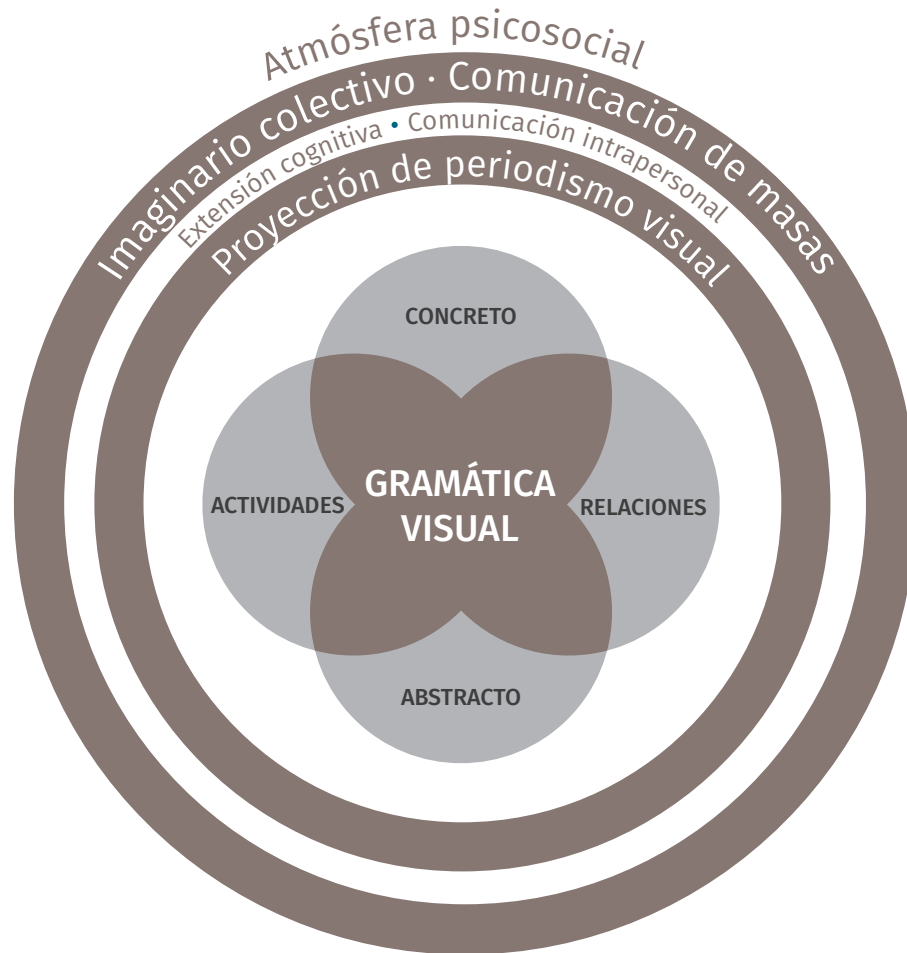 Atmósfera psicosocial
Imaginario colectivo · Comunicación de masas
Extensión cognitiva • Comunicación intrapersonal
Proyección de periodismo visual
CONCRETO
GRAMÁTICA
VISUAL
ACTIVIDADES
RELACIONES
ABSTRACTO